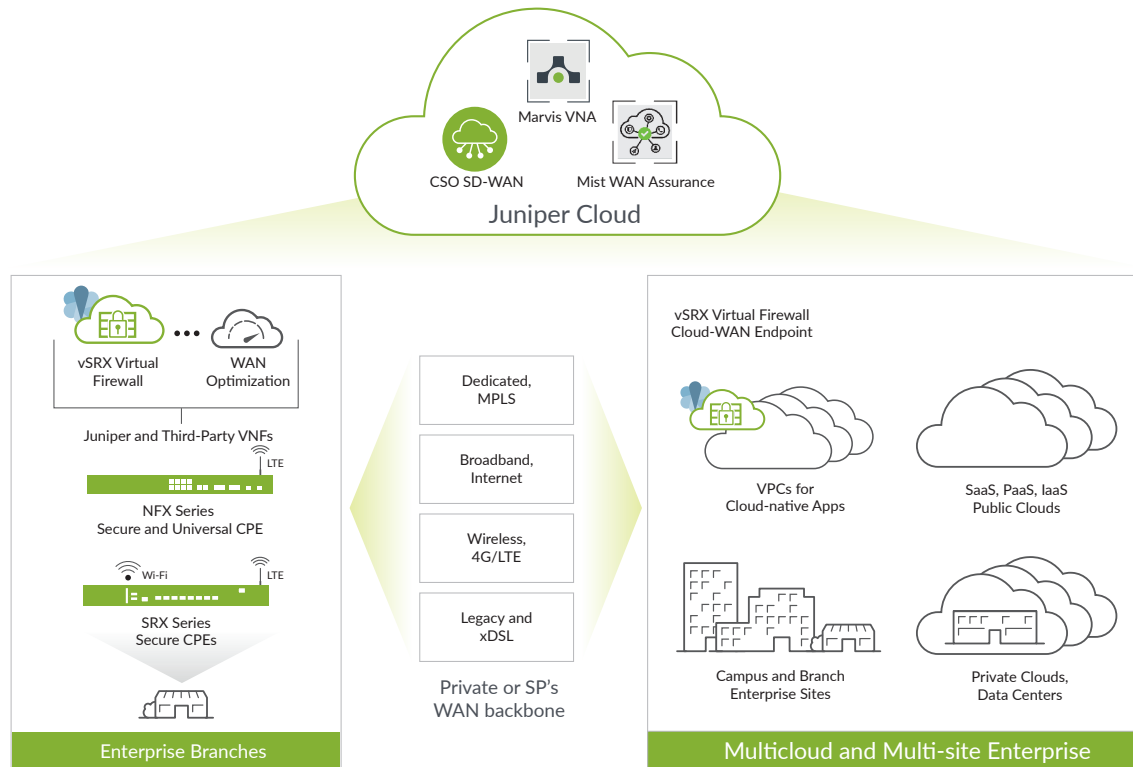 Marvis VNA
CSO SD-WAN
Mist WAN Assurance
Juniper Cloud
vSRX Virtual
Firewall
WAN
Optimization
Juniper and Third-Party VNFs
LTE
NFX Series
Secure and Universal CPE
Wi-Fi
LTE
SRX Series
Secure CPEs
Enterprise Branches
Dedicated,
MPLS
Broadband,
Internet
Wireless,
4G/LTE
Legacy and
xDSL
Private or SP’s
WAN backbone
vSRX Virtual Firewall
Cloud-WAN Endpoint
VPCs for
Cloud-native Apps
SaaS, PaaS, IaaS
Public Clouds
Campus and Branch
Enterprise Sites
Private Clouds,
Data Centers
Multicloud and Multi-site Enterprise